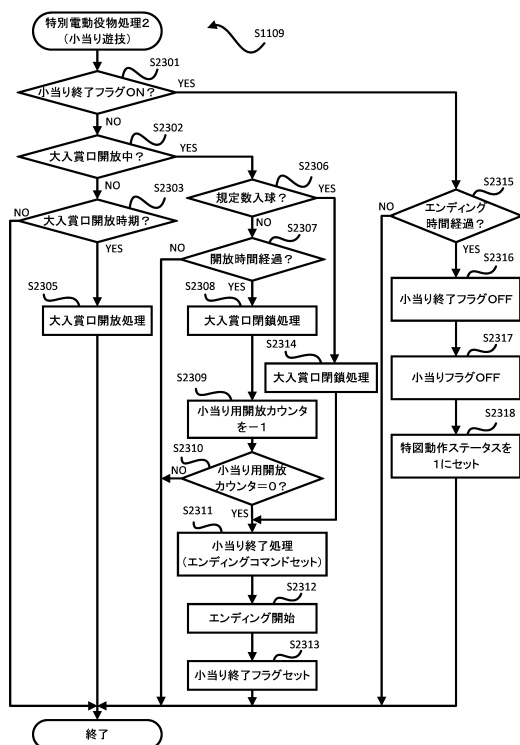 特別電動役物処理2
(小当り遊技)
S1109
S2301
小当り終了フラグON?
YES
NO
S2302
大入賞口開放中?
YES
NO
S2303
大入賞口開放時期?
NO
YES
S2305
大入賞口開放処理
S2306
規定数入球?
YES
NO
S2307
開放時間経過?
NO
YES
S2308
大入賞口閉鎖処理
S2314
大入賞口閉鎖処理
S2309
小当り用開放カウンタ
を－1
S2310
小当り用開放
カウンタ=0?
NO
YES
S2311
小当り終了処理
(エンディングコマンドセット)
S2312
エンディング開始
S2313
小当り終了フラグセット
S2315
エンディング
時間経過?
NO
YES
S2316
小当り終了フラグOFF
S2317
小当りフラグOFF
S2318
特図動作ステータスを
1にセット
終了